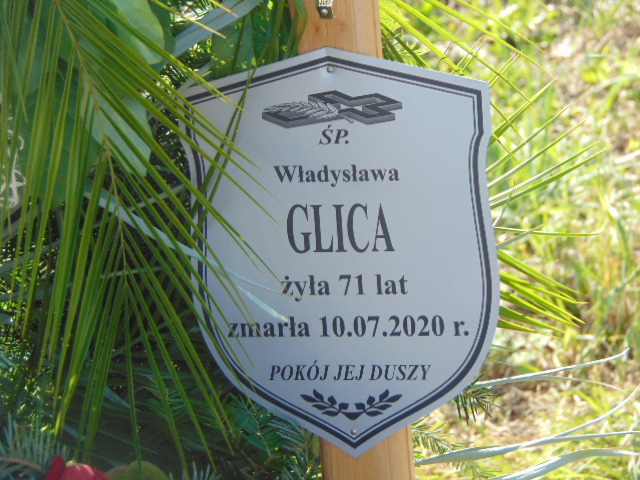 ŚP.
Władysława
GLICA
żyła 71 lat
zmarła 10.07.2020 r.
POKÓJ JEJ DUSZY